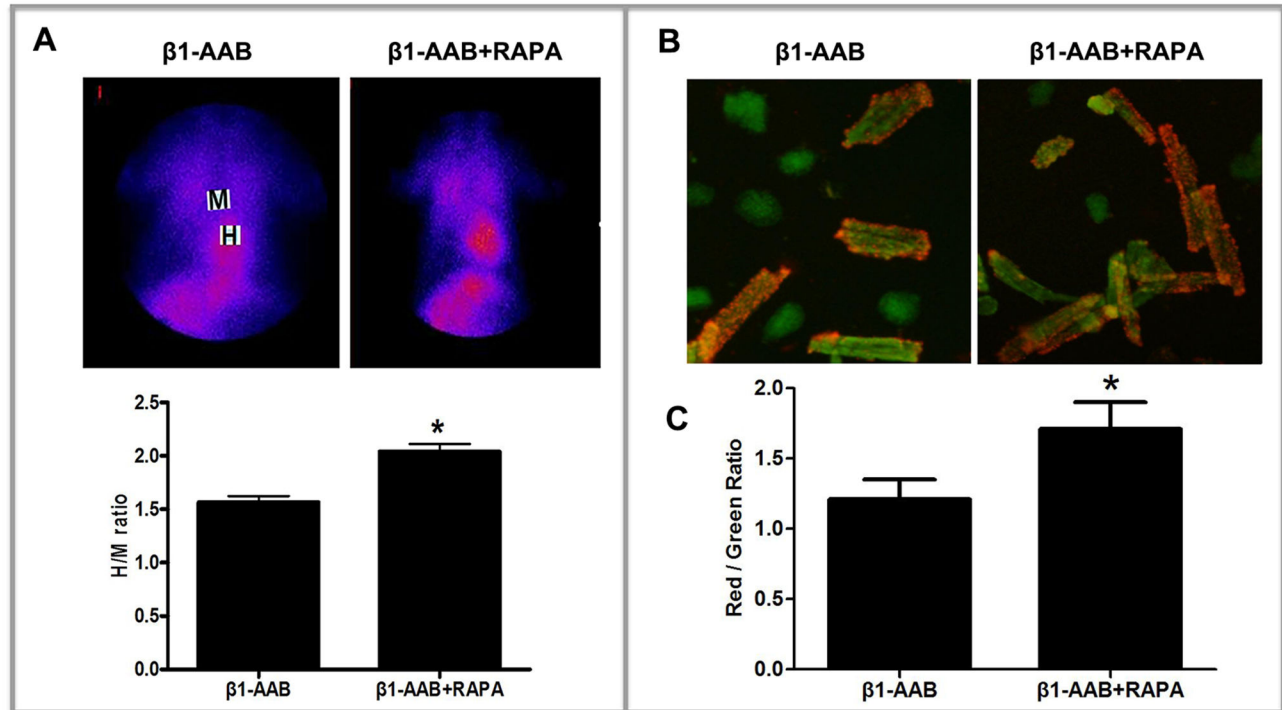 A
β1-AAB
β1-AAB+RAPA
M
H
2.5
2.0
1.5
1.0
0.5
0.0
H/M ratio
*
β1-AAB
β1-AAB+RAPA
B
β1-AAB
β1-AAB+RAPA
C
2.0
1.5
1.0
0.5
0.0
Red / Green Ratio
*
β1-AAB
β1-AAB+RAPA